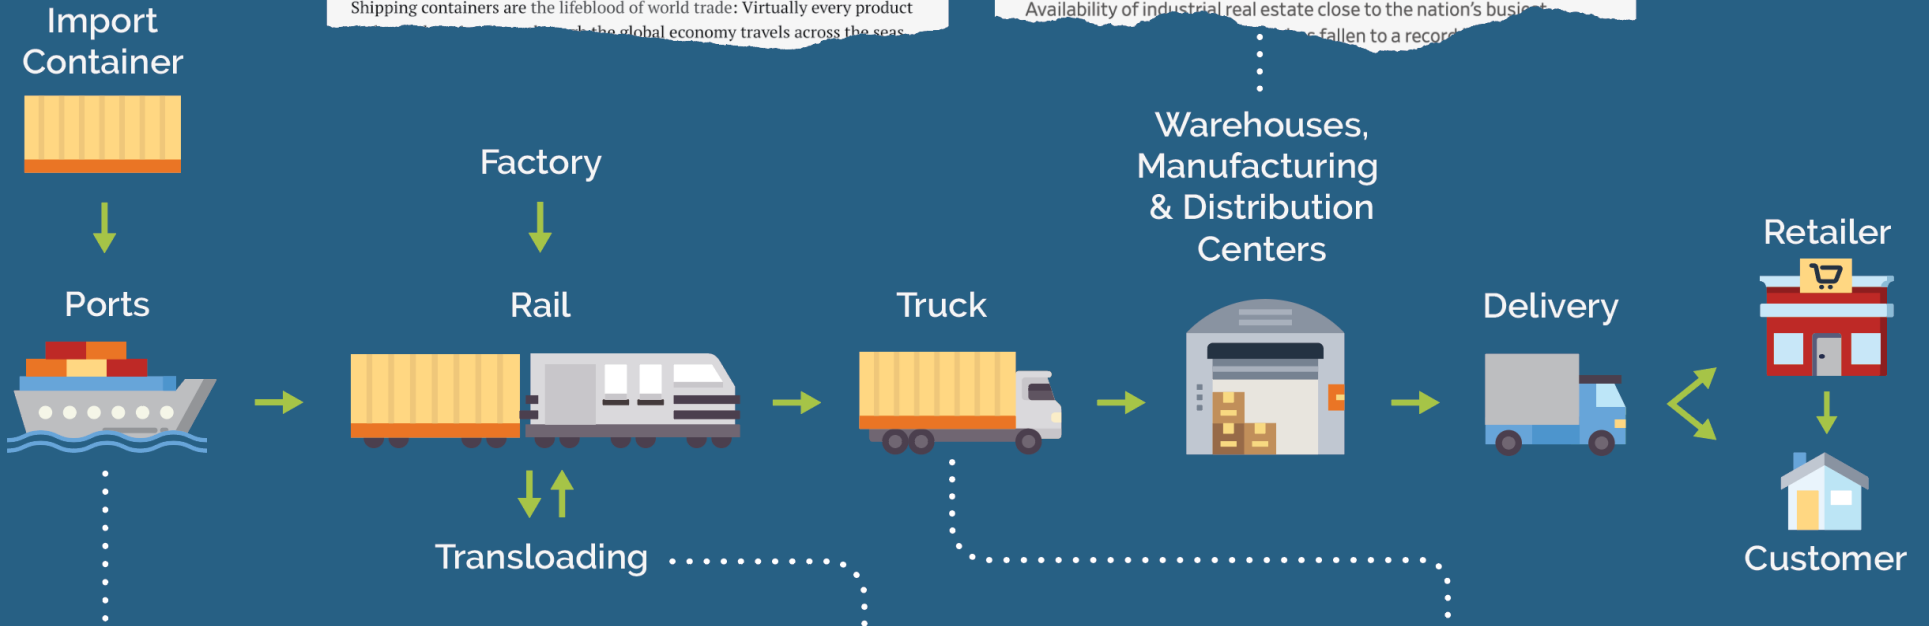 Shipping containers are the lifeblood of world trade: Virtually every product
the global economy travels across the seas
Availability of industrial real estate close to the nation's busiest
fallen to a record
Import
Container
Factory
Warehouses,
Manufacturing
& Distribution
Centers
Retailer
Ports
Rail
Truck
Delivery
Transloading
Customer